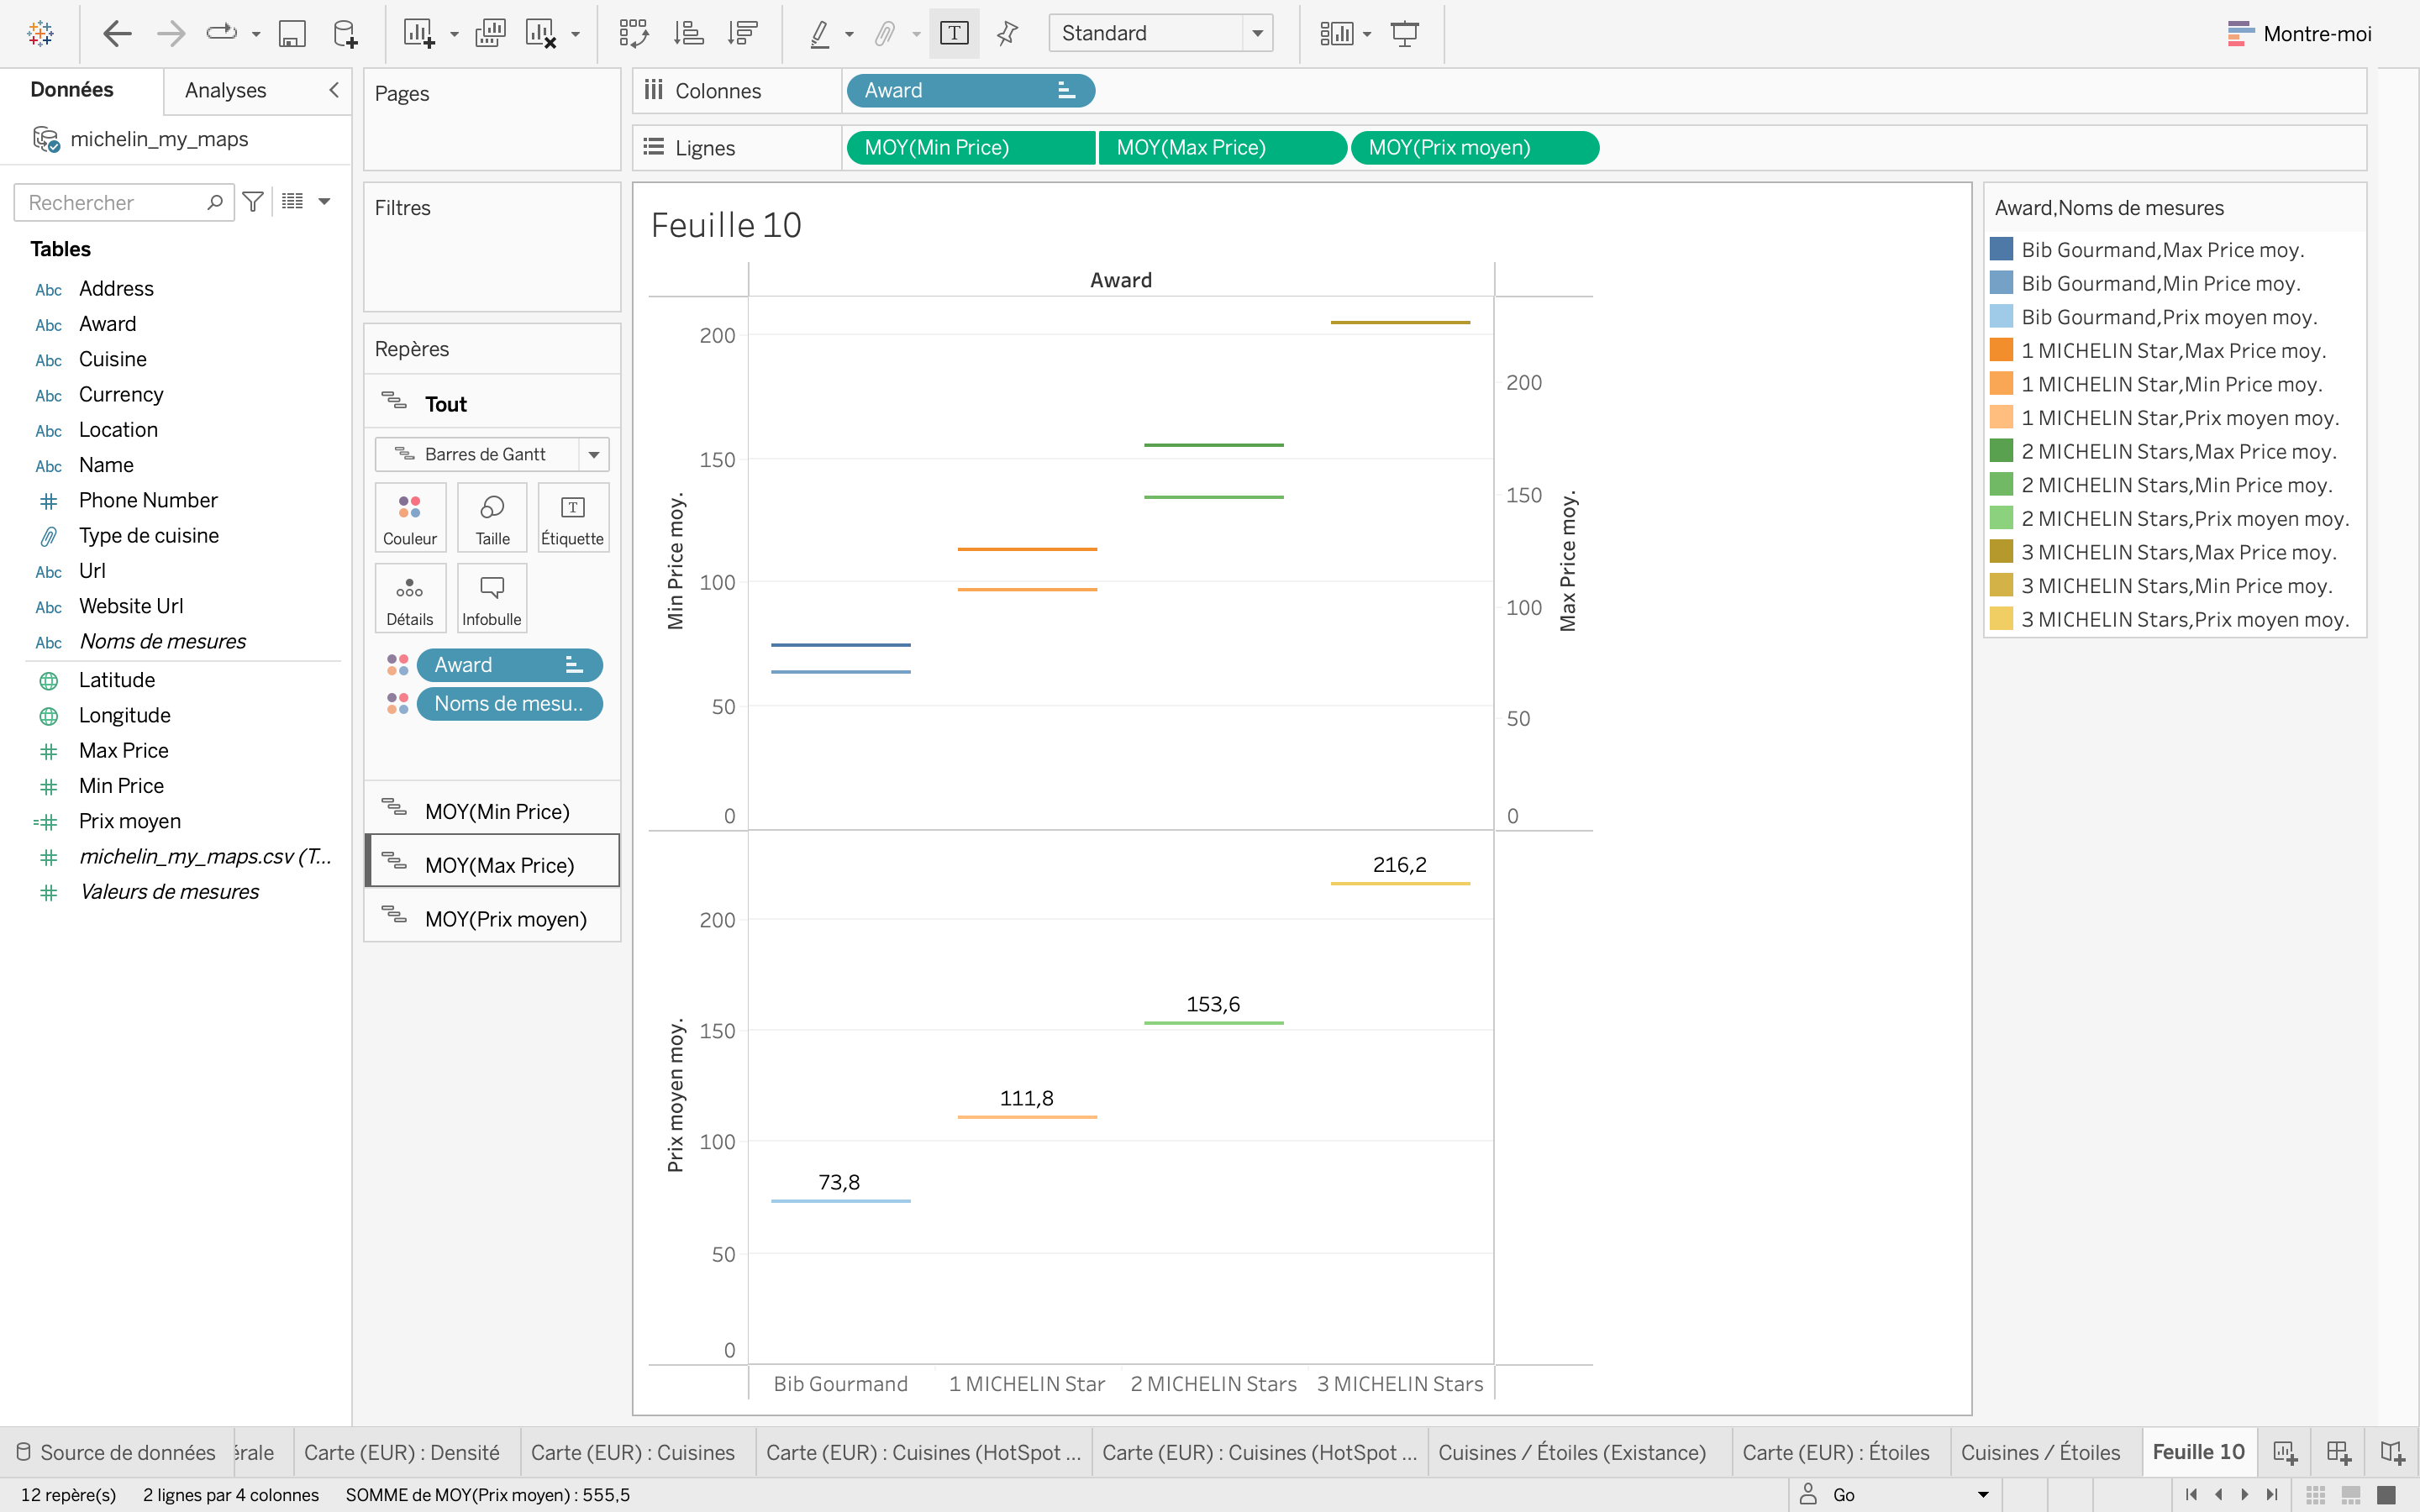 Standard
Montre-moi
Données
Analyses
michelin_my_maps
Rechercher
Tables
Abc Address
Abc Award
Abc Cuisine
Abc Currency
Abc Location
Abc Name
Phone Number
Type de cuisine
Abc Url
Abc Website Url
Abc Noms de mesures
Latitude
Longitude
Max Price
Min Price
Prix moyen
michelin_my_maps.csv (T...
Valeurs de mesures
Pages
Filtres
Repères
Tout
Barres de Gantt
Couleur
Taille
Étiquette
Détails
Infobulle
Award
Noms de mesu..
MOY(Min Price)
MOY(Max Price)
MOY(Prix moyen)
Colonnes
Award
Lignes
MOY(Min Price)
MOY(Max Price)
MOY(Prix moyen)
Feuille 10
Award
Min Price moy.
200
150
100
50
0
Max Price moy.
200
150
100
50
0
Prix moyen moy.
200
150
100
50
0
216,2
153,6
111,8
73,8
Bib Gourmand
1 MICHELIN Star
2 MICHELIN Stars
3 MICHELIN Stars
Award,Noms de mesures
Bib Gourmand,Max Price moy.
Bib Gourmand,Min Price moy.
Bib Gourmand,Prix moyen moy.
1 MICHELIN Star,Max Price moy.
1 MICHELIN Star,Min Price moy.
1 MICHELIN Star,Prix moyen moy.
2 MICHELIN Stars,Max Price moy.
2 MICHELIN Stars,Min Price moy.
2 MICHELIN Stars,Prix moyen moy.
3 MICHELIN Stars,Max Price moy.
3 MICHELIN Stars,Min Price moy.
3 MICHELIN Stars,Prix moyen moy.
Source de données
érale
Carte (EUR) : Densité
Carte (EUR) : Cuisines
Carte (EUR) : Cuisines (HotSpot ...
Carte (EUR) : Cuisines (HotSpot ...
Cuisines / Étoiles (Existance)
Carte (EUR) : Étoiles
Cuisines / Étoiles
Feuille 10
12 repère(s)
2 lignes par 4 colonnes
SOMME de MOY(Prix moyen) : 555,5
Go